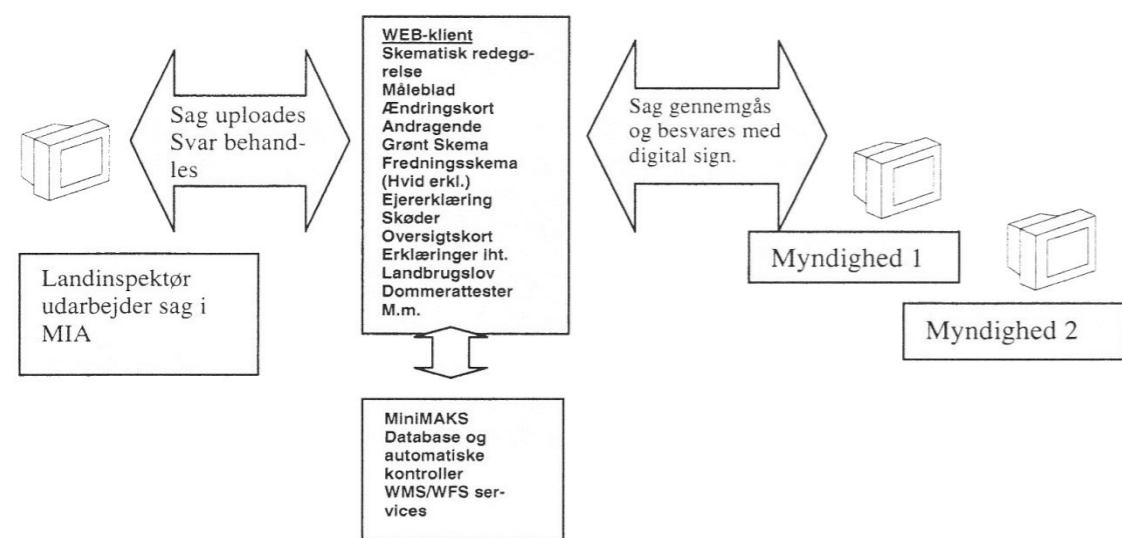 Sag uploades
Svar behand-
les
Landinspektør
udarbejder sag i
MIA
WEB-klient
Skematisk redegø-
relse
Måleblad
Ændringskort
Andragende
Grønt Skema
Fredningsskema
(Hvid erkl.)
Ejererklæring
Skøder
Oversigtskort
Erklæringer iht.
Landbrugslov
Dommerattester
M.m.
MiniMAKS
Database og
automatiske
kontroller
WMS/WFS ser-
vices
Sag gennemgås
og besvares med
digital sign.
Myndighed 1
Myndighed 2